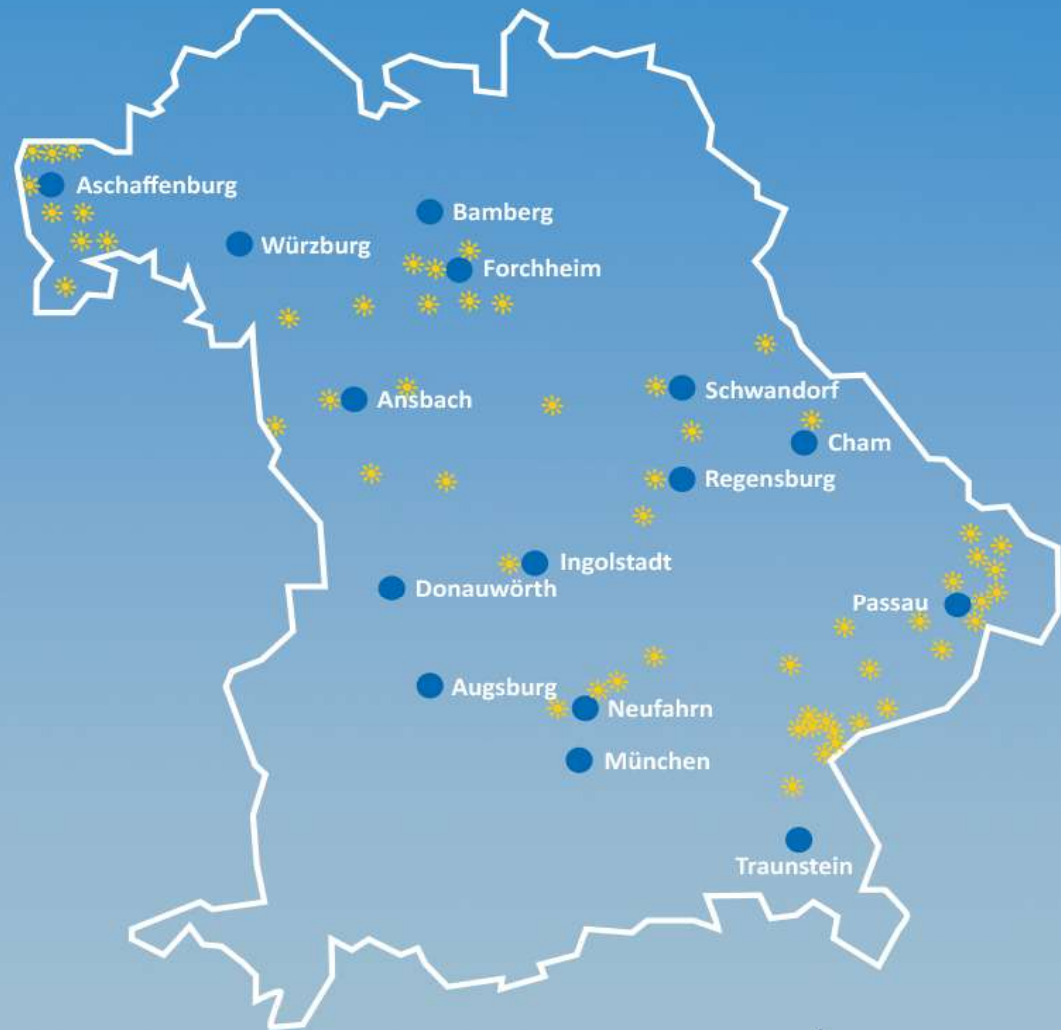 Aschaffenburg
Bamberg
Würzburg
Forchheim
Schwandorf
Ansbach
Cham
Regensburg
Ingolstadt
Donauwörth
Passau
Augsburg
Neufahrn
München
Traunstein